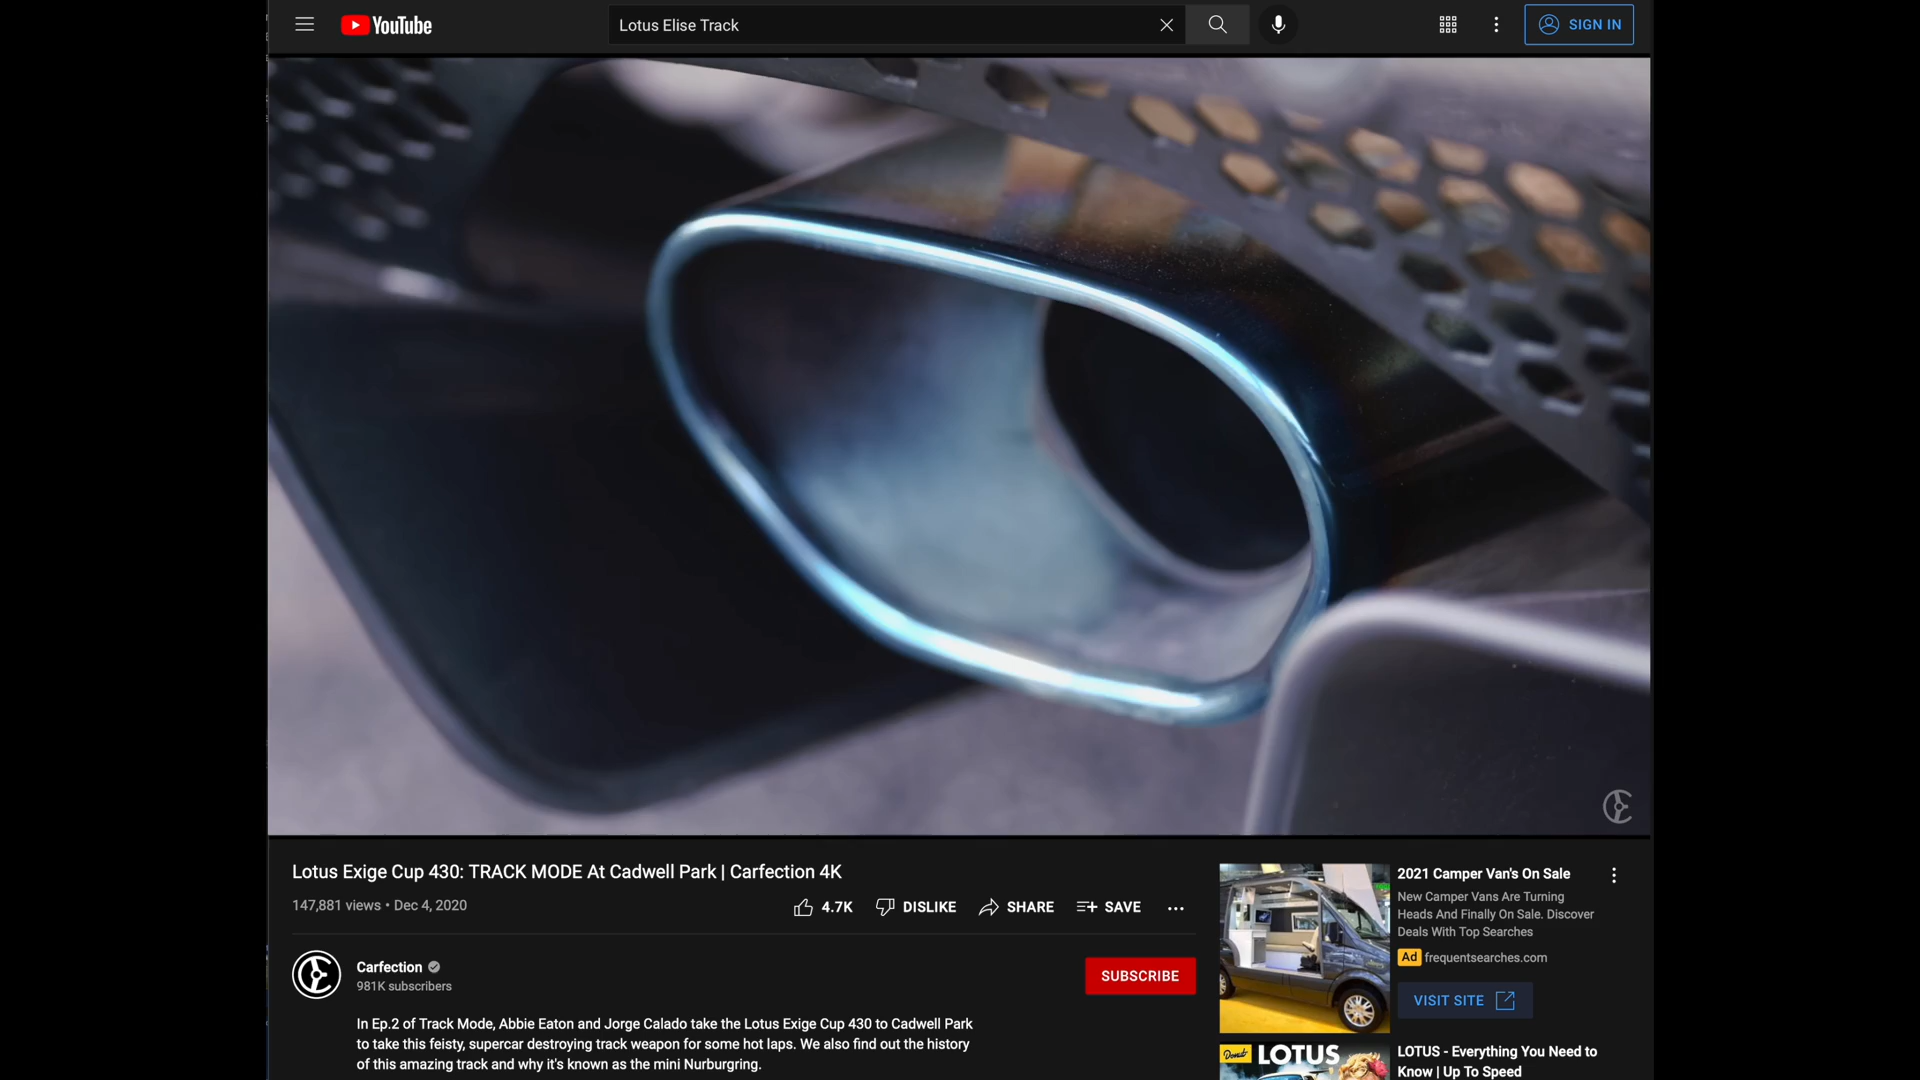 YouTube
Lotus Elise Track
SIGN IN
Lotus Exige Cup 430: TRACK MODE At Cadwell Park | Carfection 4K
147,881 views • Dec 4, 2020
4.7K
DISLIKE
SHARE
SAVE
Carfection
981K subscribers
SUBSCRIBE
In Ep.2 of Track Mode, Abbie Eaton and Jorge Calado take the Lotus Exige Cup 430 to Cadwell Park
to take this feisty, supercar destroying track weapon for some hot laps. We also find out the history
of this amazing track and why it's known as the mini Nurburgring.
2021 Camper Van's On Sale
New Camper Vans Are Turning
Heads And Finally On Sale. Discover
Deals With Top Searches
Ad frequentsearches.com
VISIT SITE
Donut LOTUS
LOTUS - Everything You Need to
Know | Up To Speed